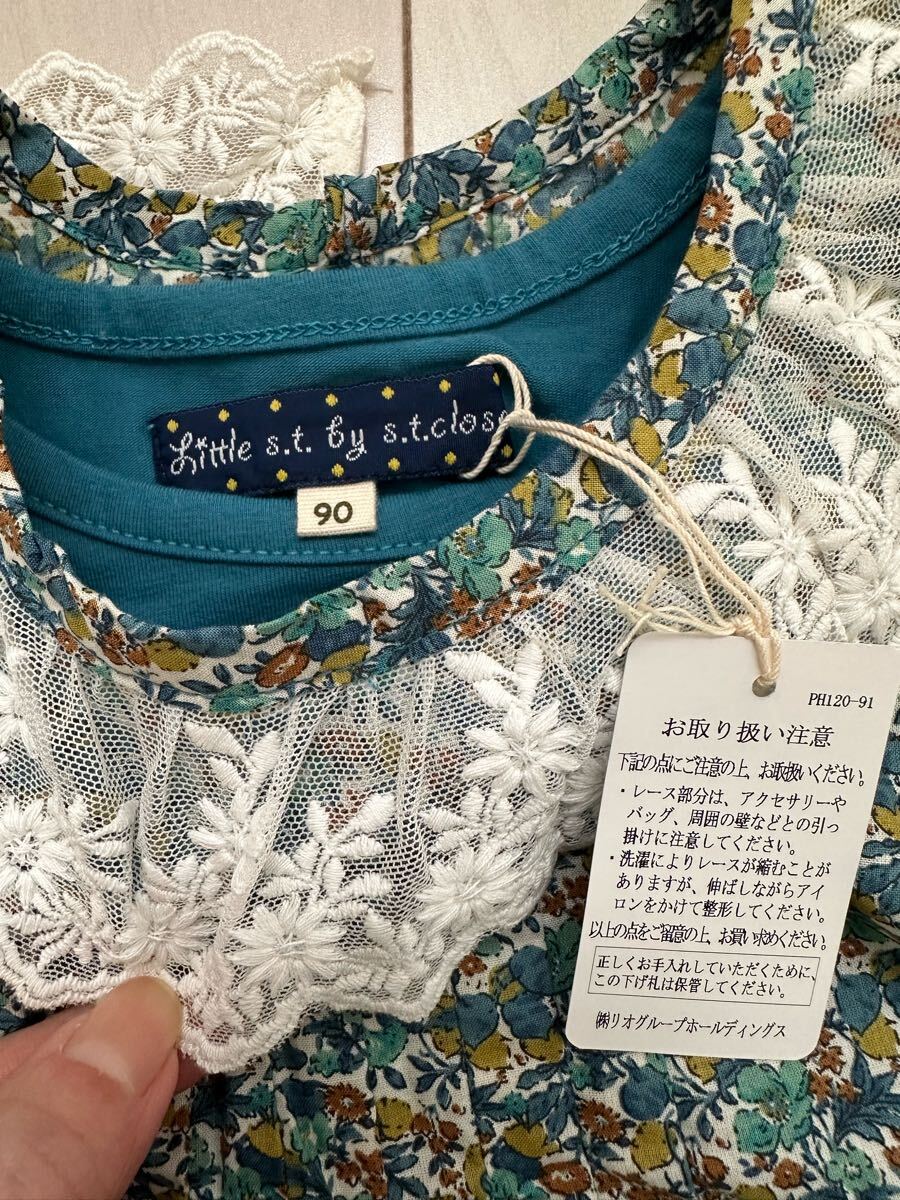 Little s.t. by s.t.clos
90
PH120-91
お取り扱い注意
下記の点にご注意の上、お取扱いください。
・レース部分は、アクセサリーや
バッグ、周囲の壁などとの引っ
掛けに注意してください。
・洗濯によりレースが縮むことが
ありますが、伸ばしながらアイ
ロンをかけて整形してください。
以上の点をご留意の上、お買い求めください。
正しくお手入れしていただくために、
この下げ札は保管してください。
㈱リオグループホールディングス